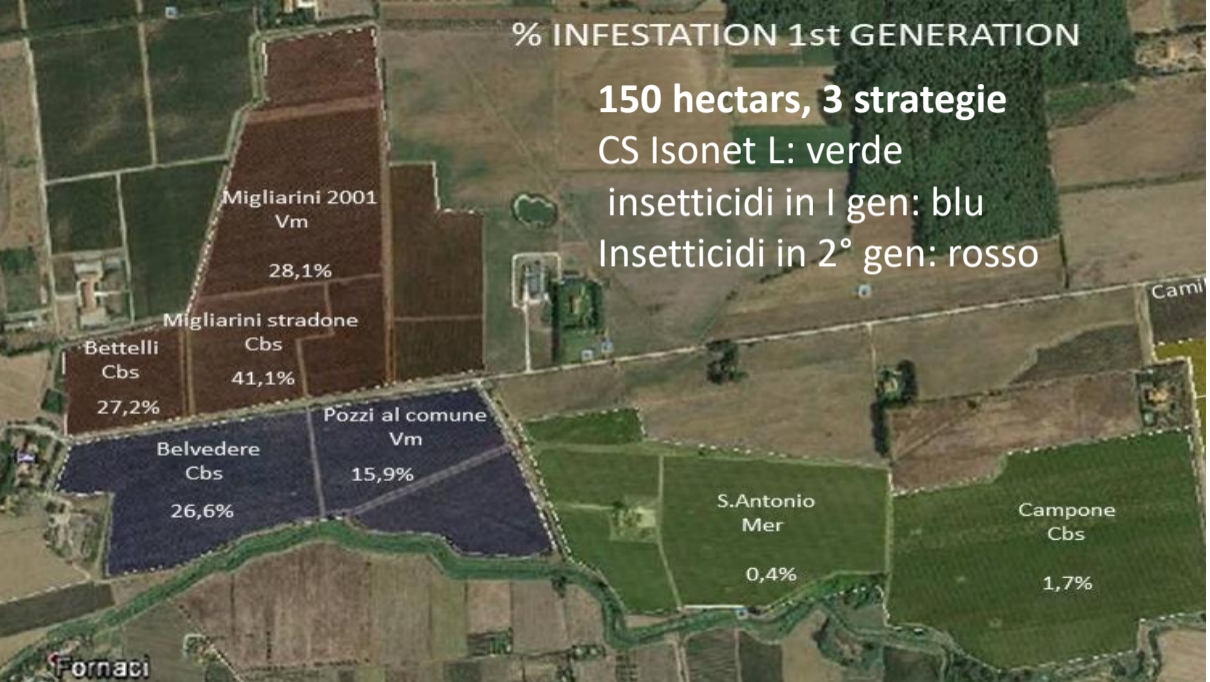 % INFESTATION 1st GENERATION
150 hectars, 3 strategie
CS Isonet L: verde
insetticidi in I gen: blu
Insetticidi in 2° gen: rosso
Migliarini 2001
Vm
28,1%
Migliarini stradone
Cbs
41,1%
Bettelli
Cbs
27,2%
Pozzi al comune
Vm
15,9%
Belvedere
Cbs
26,6%
S.Antonio
Mer
0,4%
Campone
Cbs
1,7%
Fornaci